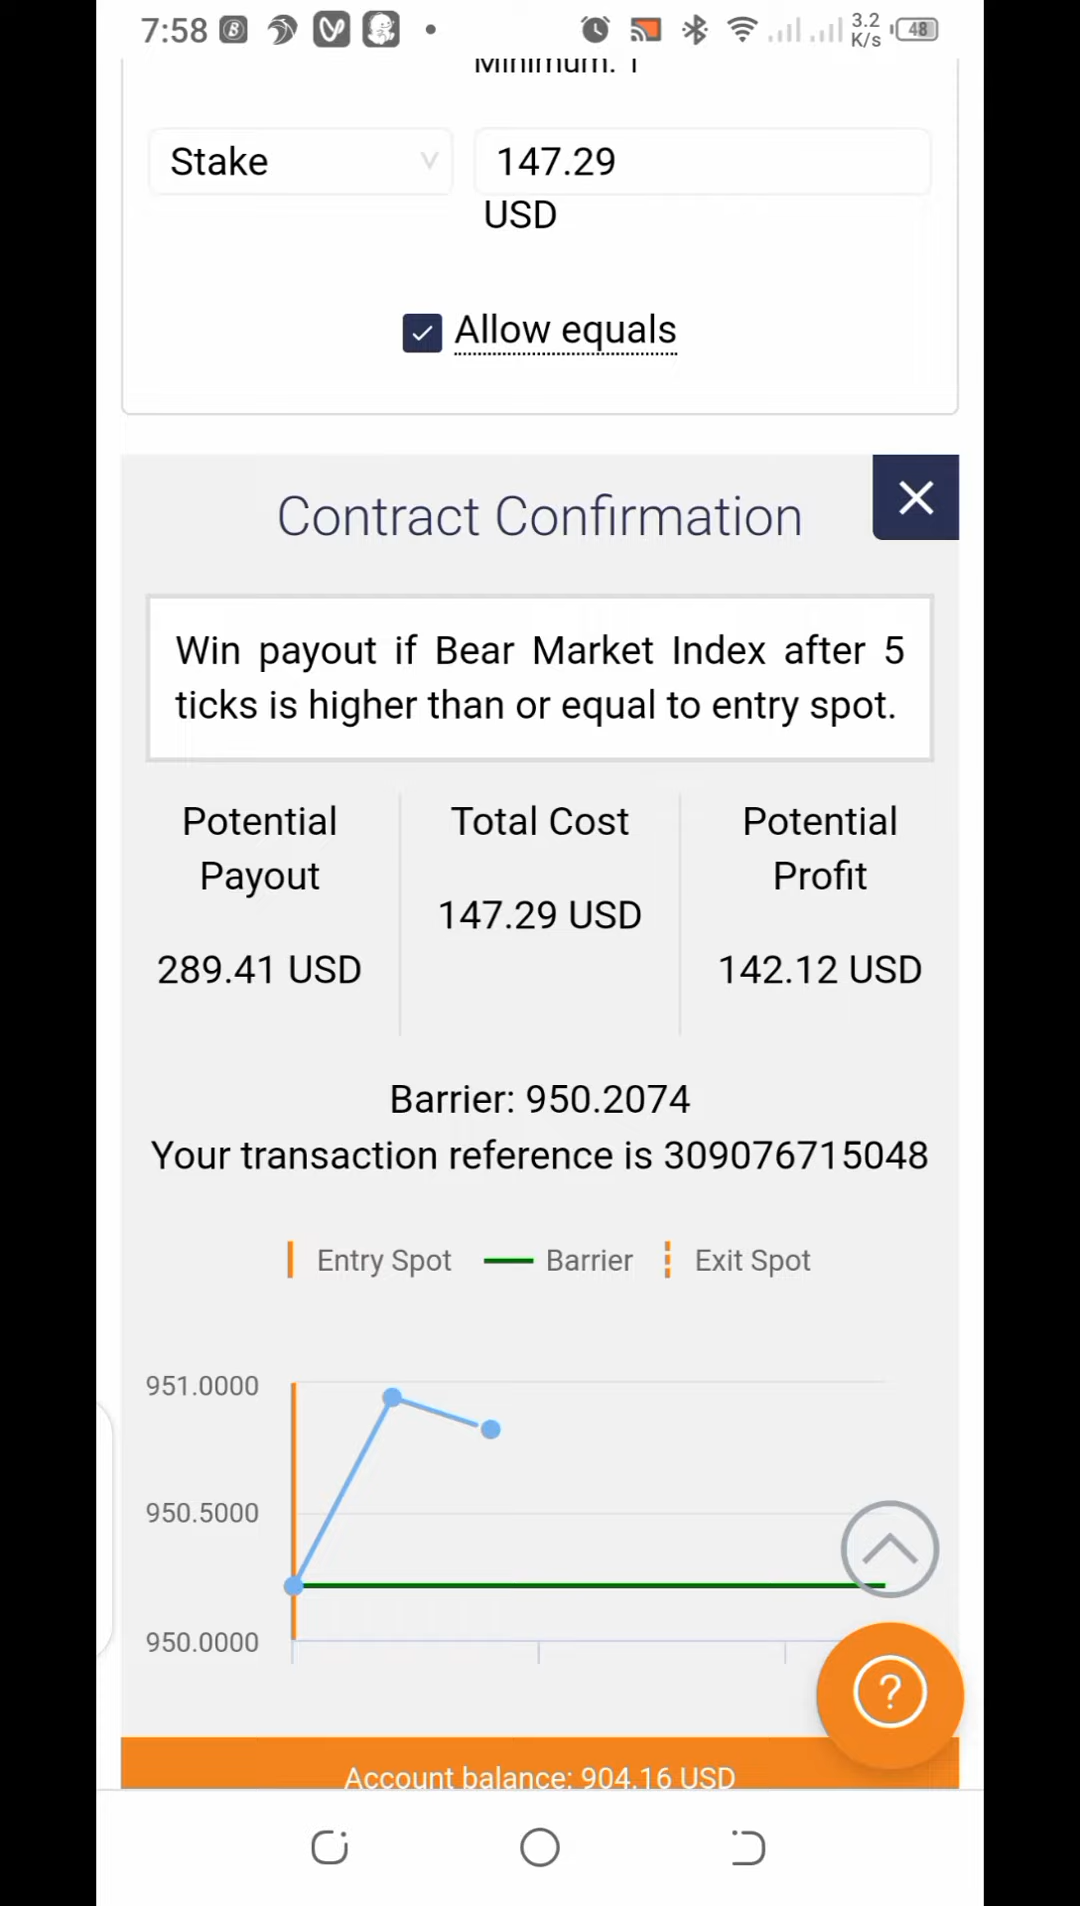 7:58
3.2
K/s
48
Minimum: 1
Stake
147.29
USD
Allow equals
Contract Confirmation
Win payout if Bear Market Index after 5
ticks is higher than or equal to entry spot.
Potential
Payout
289.41 USD
Total Cost
147.29 USD
Potential
Profit
142.12 USD
Barrier: 950.2074
Your transaction reference is 309076715048
Entry Spot
Barrier
Exit Spot
951.0000
950.5000
950.0000
?
Account balance: 904.16 USD